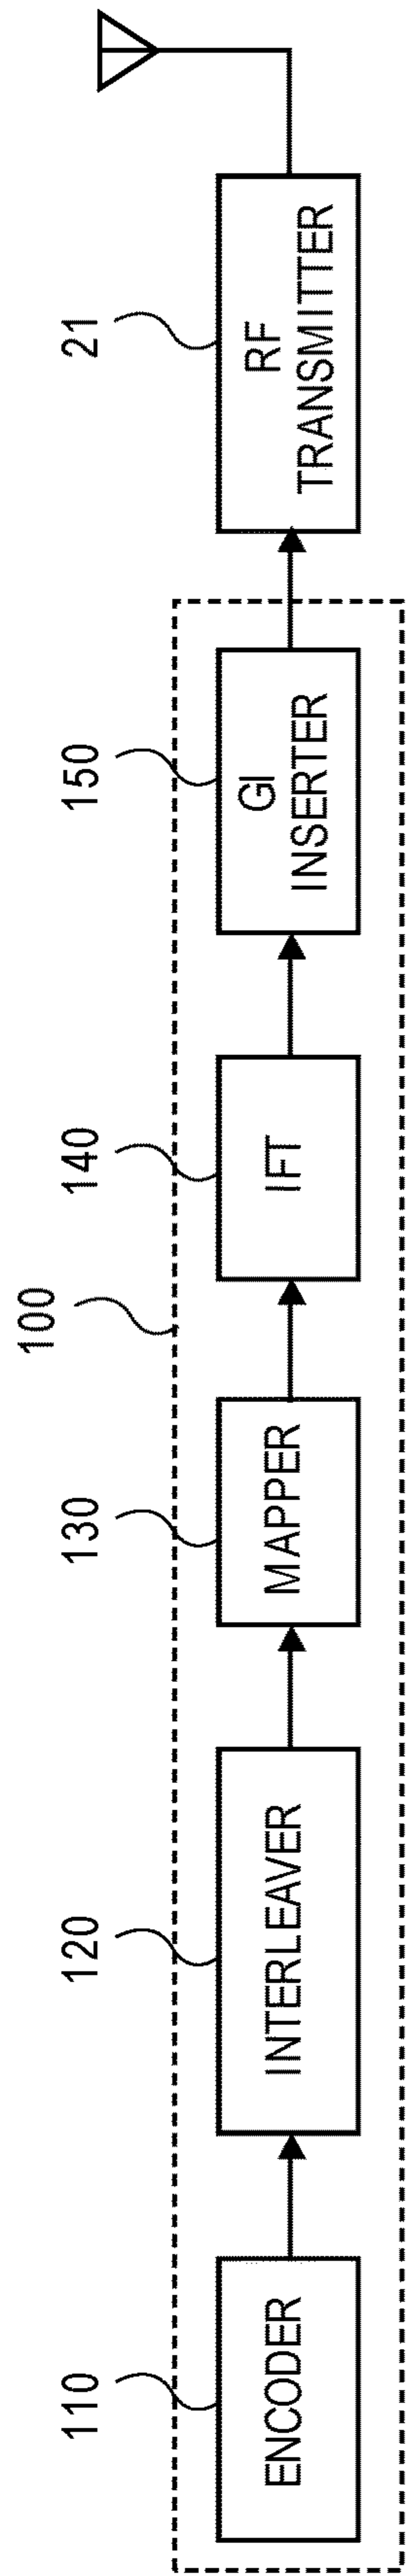 100
110
120
130
140
150
21
ENCODER
INTERLEAVER
MAPPER
IFT
GI
INSERTER
RF
TRANSMITTER